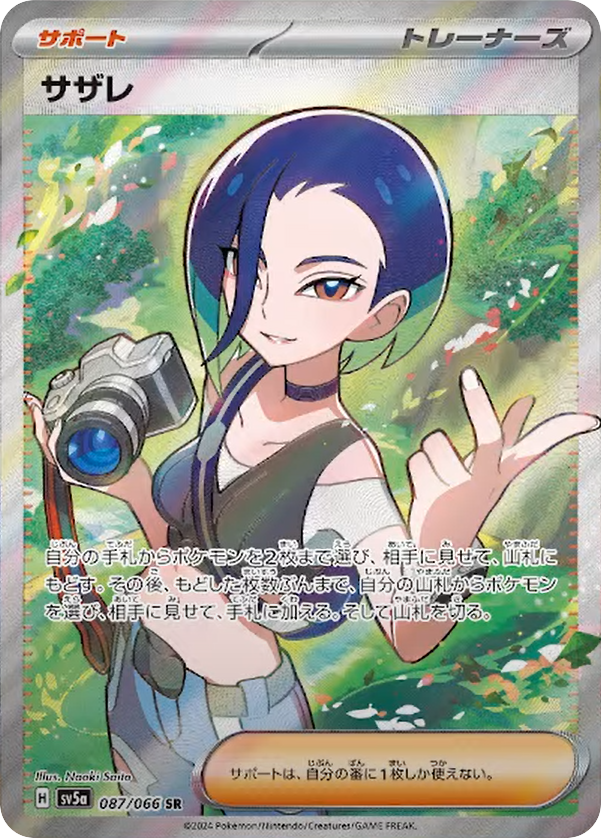 サポート
トレーナーズ
サザレ
自分の手札からポケモンを2枚まで選び、相手に見せて、山札に
もどす。その後、もどした枚数ぶんまで、自分の山札からポケモン
を選び、相手に見せて、手札に加える。そして山札を切る。
Illus. Naoki Saito
サポートは、自分の番に1枚しか使えない。
H sv5a 087/066 SR
©2024 Pokémon/Nintendo/Creatures/GAME FREAK.